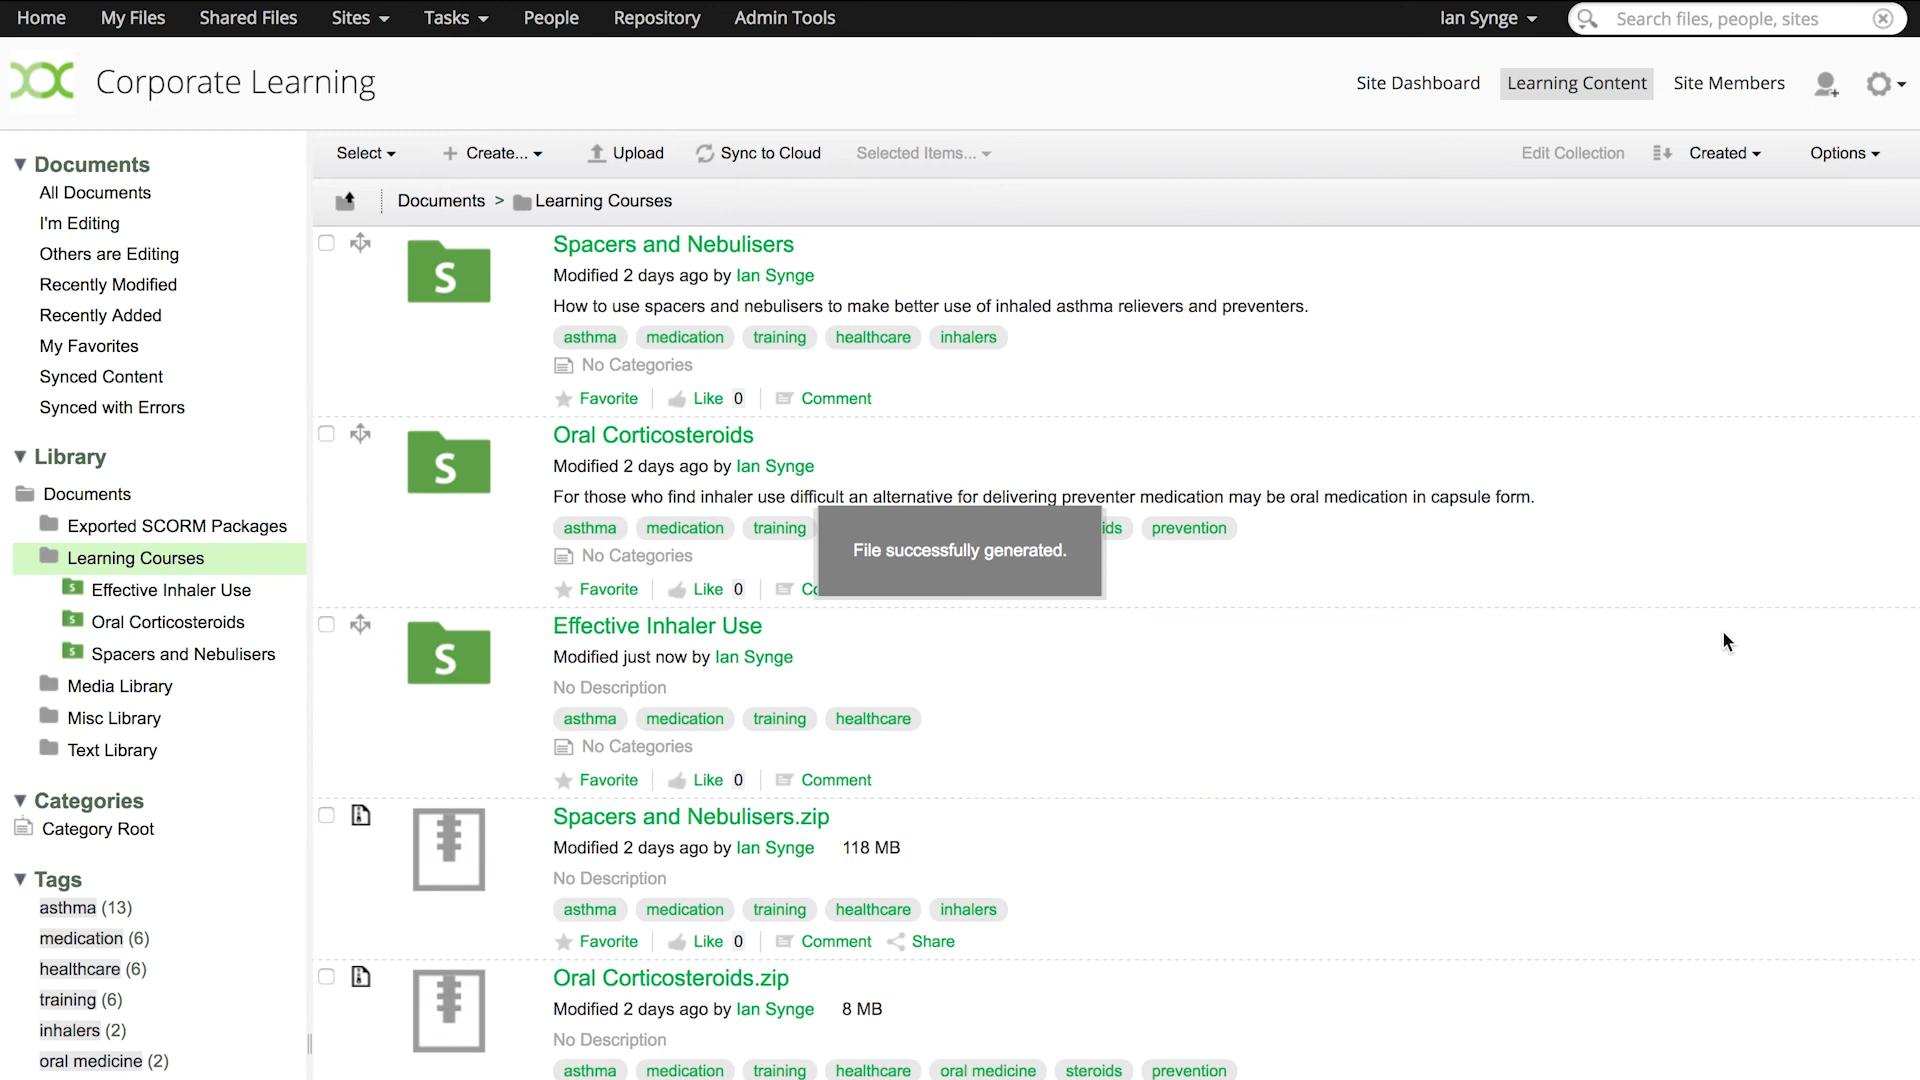 Home My Files Shared Files Sites Tasks People Repository Admin Tools Ian Synge Search files, people, sites
Corporate Learning Site Dashboard Learning Content Site Members
Select Create... Upload Sync to Cloud Selected Items... Edit Collection Created Options
Documents > Learning Courses
Documents
All Documents
I'm Editing
Others are Editing
Recently Modified
Recently Added
My Favorites
Synced Content
Synced with Errors
Library
Documents
Exported SCORM Packages
Learning Courses
S Effective Inhaler Use
S Oral Corticosteroids
S Spacers and Nebulisers
Media Library
Misc Library
Text Library
Categories
Category Root
Tags
asthma (13)
medication (6)
healthcare (6)
training (6)
inhalers (2)
oral medicine (2)
S
Spacers and Nebulisers
Modified 2 days ago by Ian Synge
How to use spacers and nebulisers to make better use of inhaled asthma relievers and preventers.
asthma medication training healthcare inhalers
No Categories
Favorite Like 0 Comment
S
Oral Corticosteroids
Modified 2 days ago by Ian Synge
For those who find inhaler use difficult an alternative for delivering preventer medication may be oral medication in capsule form.
asthma medication training ids prevention
File successfully generated.
No Categories
Favorite Like 0 Co
S
Effective Inhaler Use
Modified just now by Ian Synge
No Description
asthma medication training healthcare
No Categories
Favorite Like 0 Comment
Spacers and Nebulisers.zip
Modified 2 days ago by Ian Synge 118 MB
No Description
asthma medication training healthcare inhalers
Favorite Like 0 Comment Share
Oral Corticosteroids.zip
Modified 2 days ago by Ian Synge 8 MB
No Description
asthma medication training healthcare oral medicine steroids prevention